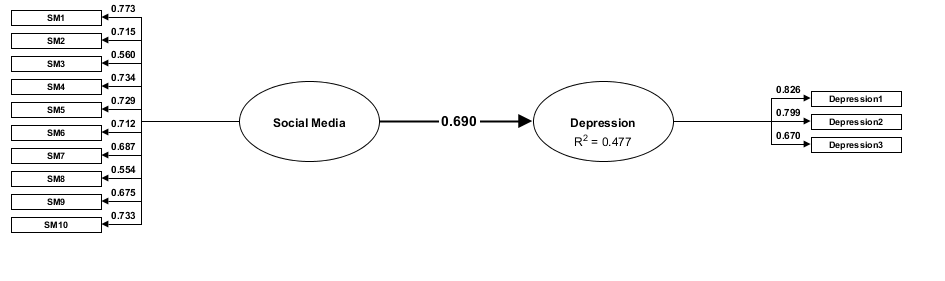 SM1 0.773
SM2 0.715
SM3 0.560
SM4 0.734
SM5 0.729
SM6 0.712
SM7 0.687
SM8 0.554
SM9 0.675
SM10 0.733
Social Media
0.690
Depression
R² = 0.477
0.826 Depression1
0.799 Depression2
0.670 Depression3